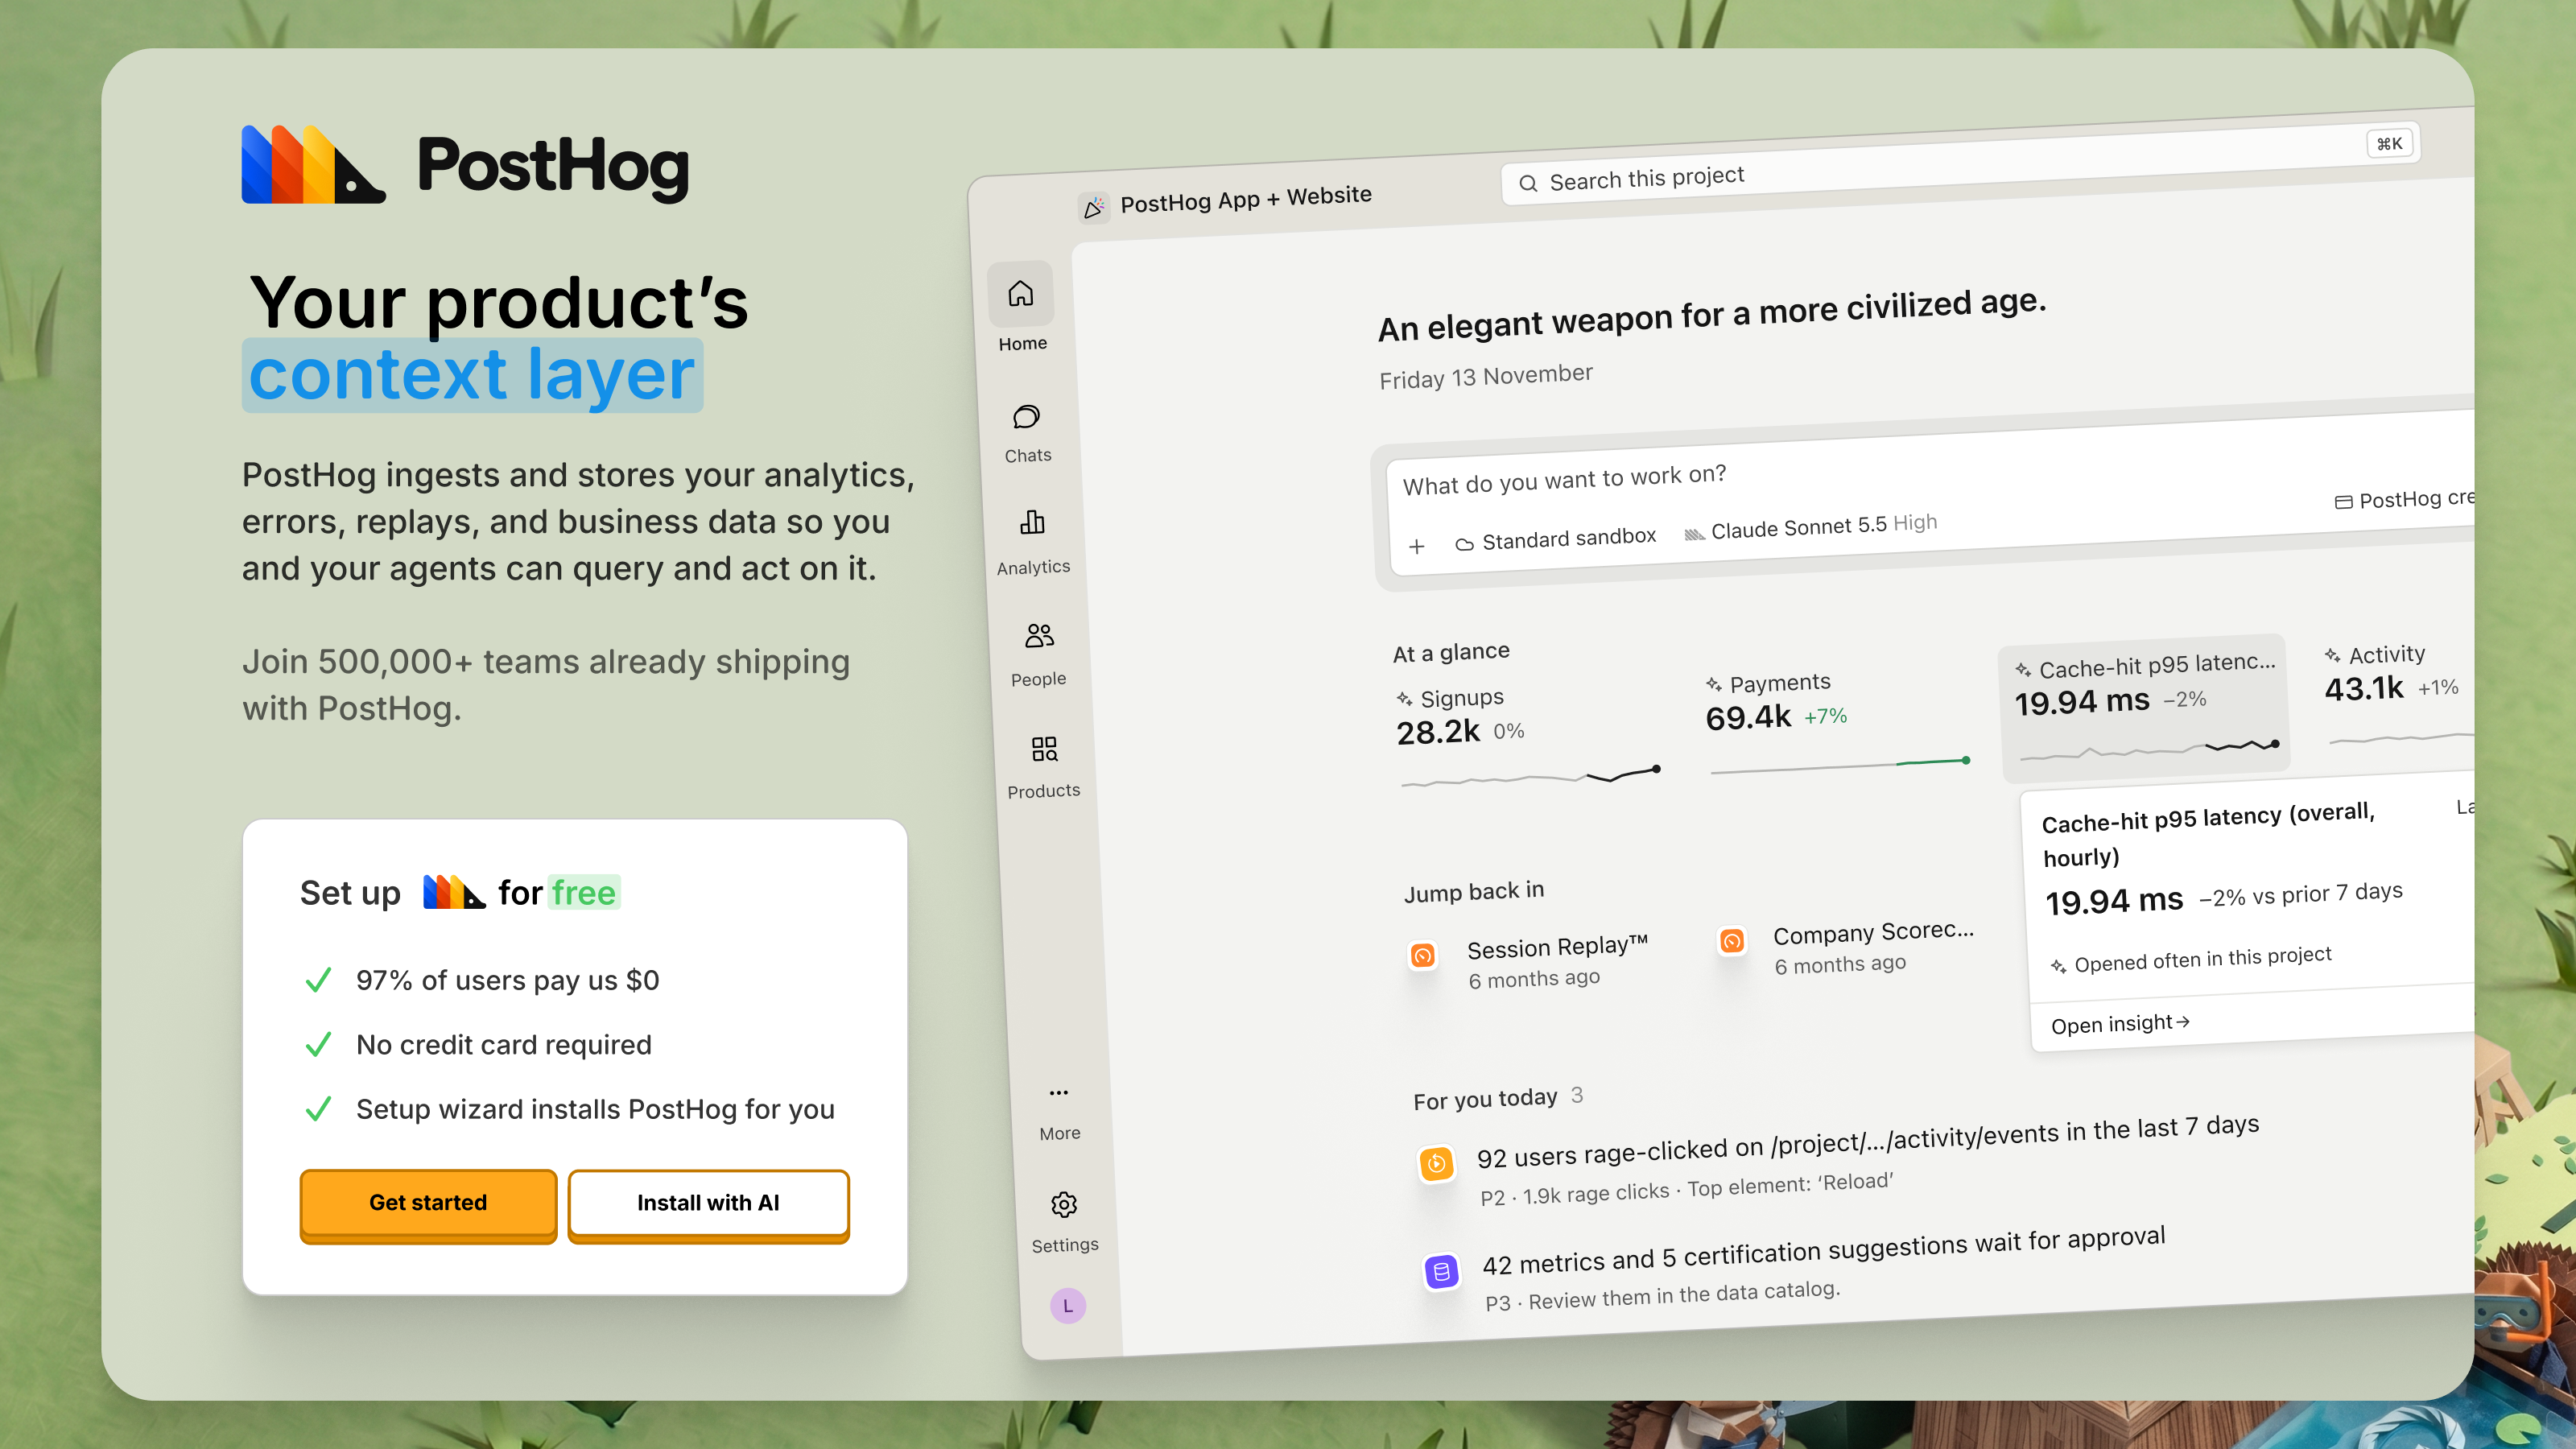 PostHog
Your product's
context layer
PostHog ingests and stores your analytics,
errors, replays, and business data so you
and your agents can query and act on it.
Join 500,000+ teams already shipping
with PostHog.
Set up for free
97% of users pay us $0
No credit card required
Setup wizard installs PostHog for you
Get started
Install with AI
PostHog App + Website
Search this project
⌘K
Home
Chats
Analytics
People
Products
More
Settings
L
An elegant weapon for a more civilized age.
Friday 13 November
What do you want to work on?
Standard sandbox
Claude Sonnet 5.5 High
PostHog cre
At a glance
Signups
28.2k 0%
Payments
69.4k +7%
Cache-hit p95 latenc...
19.94 ms −2%
Activity
43.1k +1%
Cache-hit p95 latency (overall,
hourly)
La
19.94 ms −2% vs prior 7 days
Opened often in this project
Open insight→
Jump back in
Session Replay™
6 months ago
Company Scorec...
6 months ago
For you today 3
92 users rage-clicked on /project/.../activity/events in the last 7 days
P2 · 1.9k rage clicks · Top element: ‘Reload’
42 metrics and 5 certification suggestions wait for approval
P3 · Review them in the data catalog.